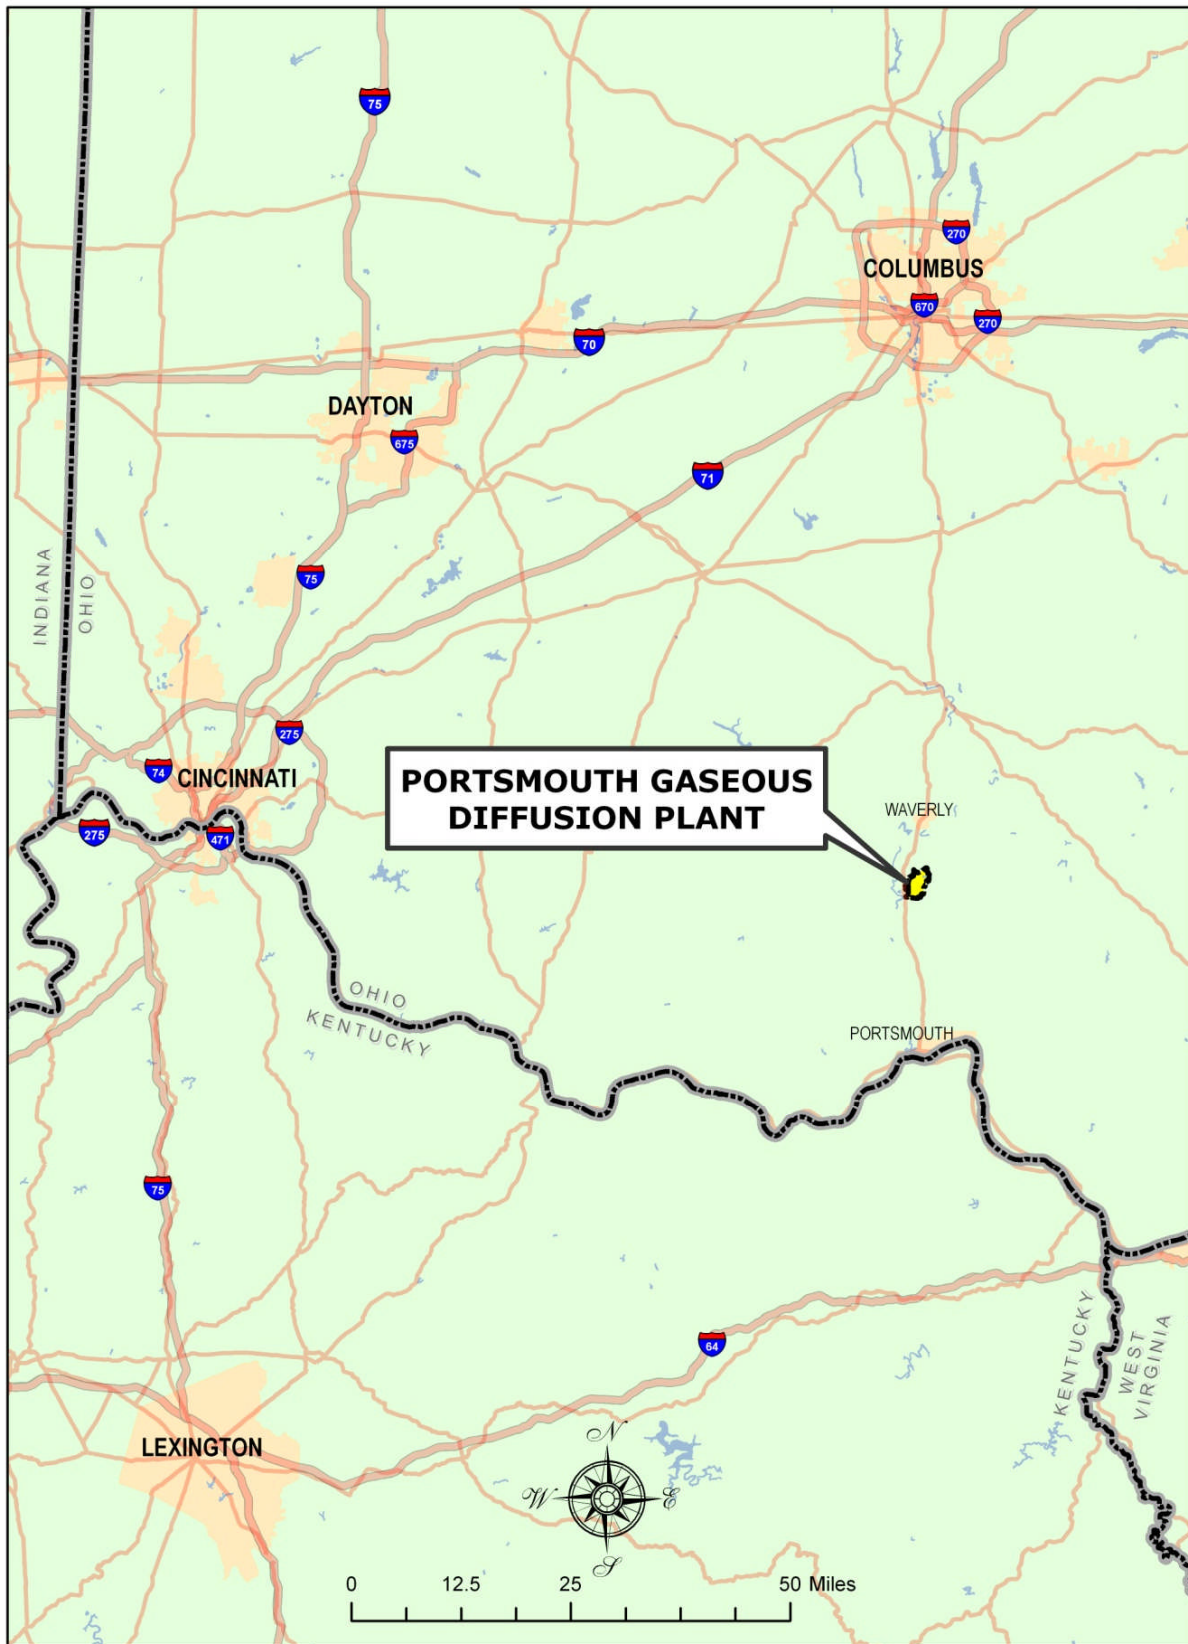 75
270
COLUMBUS
670
270
70
DAYTON
675
71
INDIANA
OHIO
75
275
74
CINCINNATI
275
471
PORTSMOUTH GASEOUS
DIFFUSION PLANT
WAVERLY
OHIO
KENTUCKY
PORTSMOUTH
75
64
KENTUCKY
WEST
VIRGINIA
LEXINGTON
N
W
E
S
0 12.5 25 50 Miles